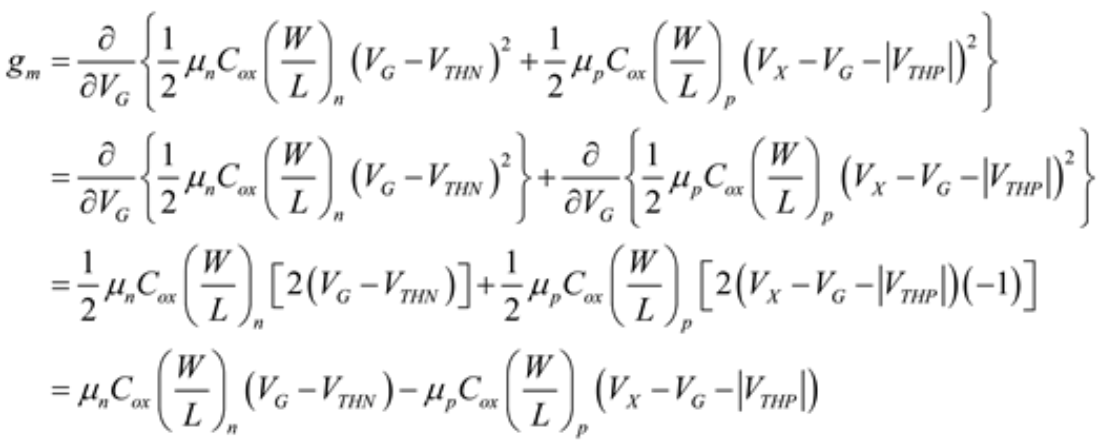 g_m = ∂/∂V_G {1/2 μ_n C_ox (W/L)_n (V_G − V_THN)² + 1/2 μ_p C_ox (W/L)_p (V_X − V_G − |V_THP|)²}
= ∂/∂V_G {1/2 μ_n C_ox (W/L)_n (V_G − V_THN)²} + ∂/∂V_G {1/2 μ_p C_ox (W/L)_p (V_X − V_G − |V_THP|)²}
= 1/2 μ_n C_ox (W/L)_n [2(V_G − V_THN)] + 1/2 μ_p C_ox (W/L)_p [2(V_X − V_G − |V_THP|)(−1)]
= μ_n C_ox (W/L)_n (V_G − V_THN) − μ_p C_ox (W/L)_p (V_X − V_G − |V_THP|)